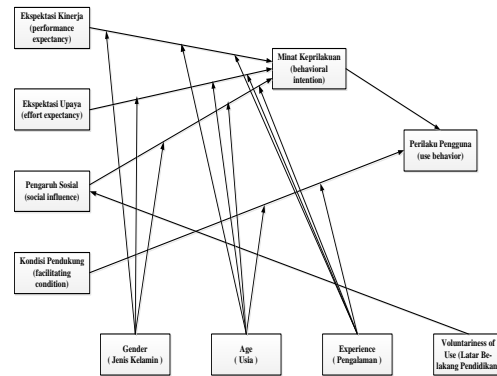 Ekspektasi Kinerja
(performance
expectancy)
Minat Keprilakuan
(behavioral
intention)
Ekspektasi Upaya
(effort expectancy)
Perilaku Pengguna
(use behavior)
Pengaruh Sosial
(social influence)
Kondisi Pendukung
(facilitating
condition)
Gender
( Jenis Kelamin )
Age
( Usia )
Experience
( Pengalaman )
Voluntariness of
Use (Latar Be-
lakang Pendidikan